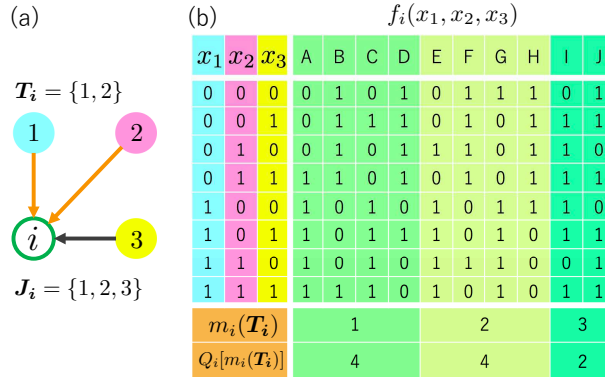 (a)
(b)
f_i(x_1, x_2, x_3)
T_i = {1, 2}
1
2
i
3
J_i = {1, 2, 3}
x_1 x_2 x_3 A B C D E F G H I J
0 0 0 0 1 0 1 0 1 1 1 0 1
0 0 1 0 1 1 1 0 1 0 1 1 1
0 1 0 0 1 0 1 1 1 0 1 1 0
0 1 1 1 1 0 1 0 1 0 1 1 1
1 0 0 0 0 1 0 1 0 1 1 1 0
1 0 1 0 1 0 1 1 0 1 0 1 1
1 1 0 1 0 1 0 1 0 1 1 0 1
1 1 1 1 1 1 0 1 0 1 0 1 1
m_i(T_i) 1 2 3
Q_i[m_i(T_i)] 4 4 2